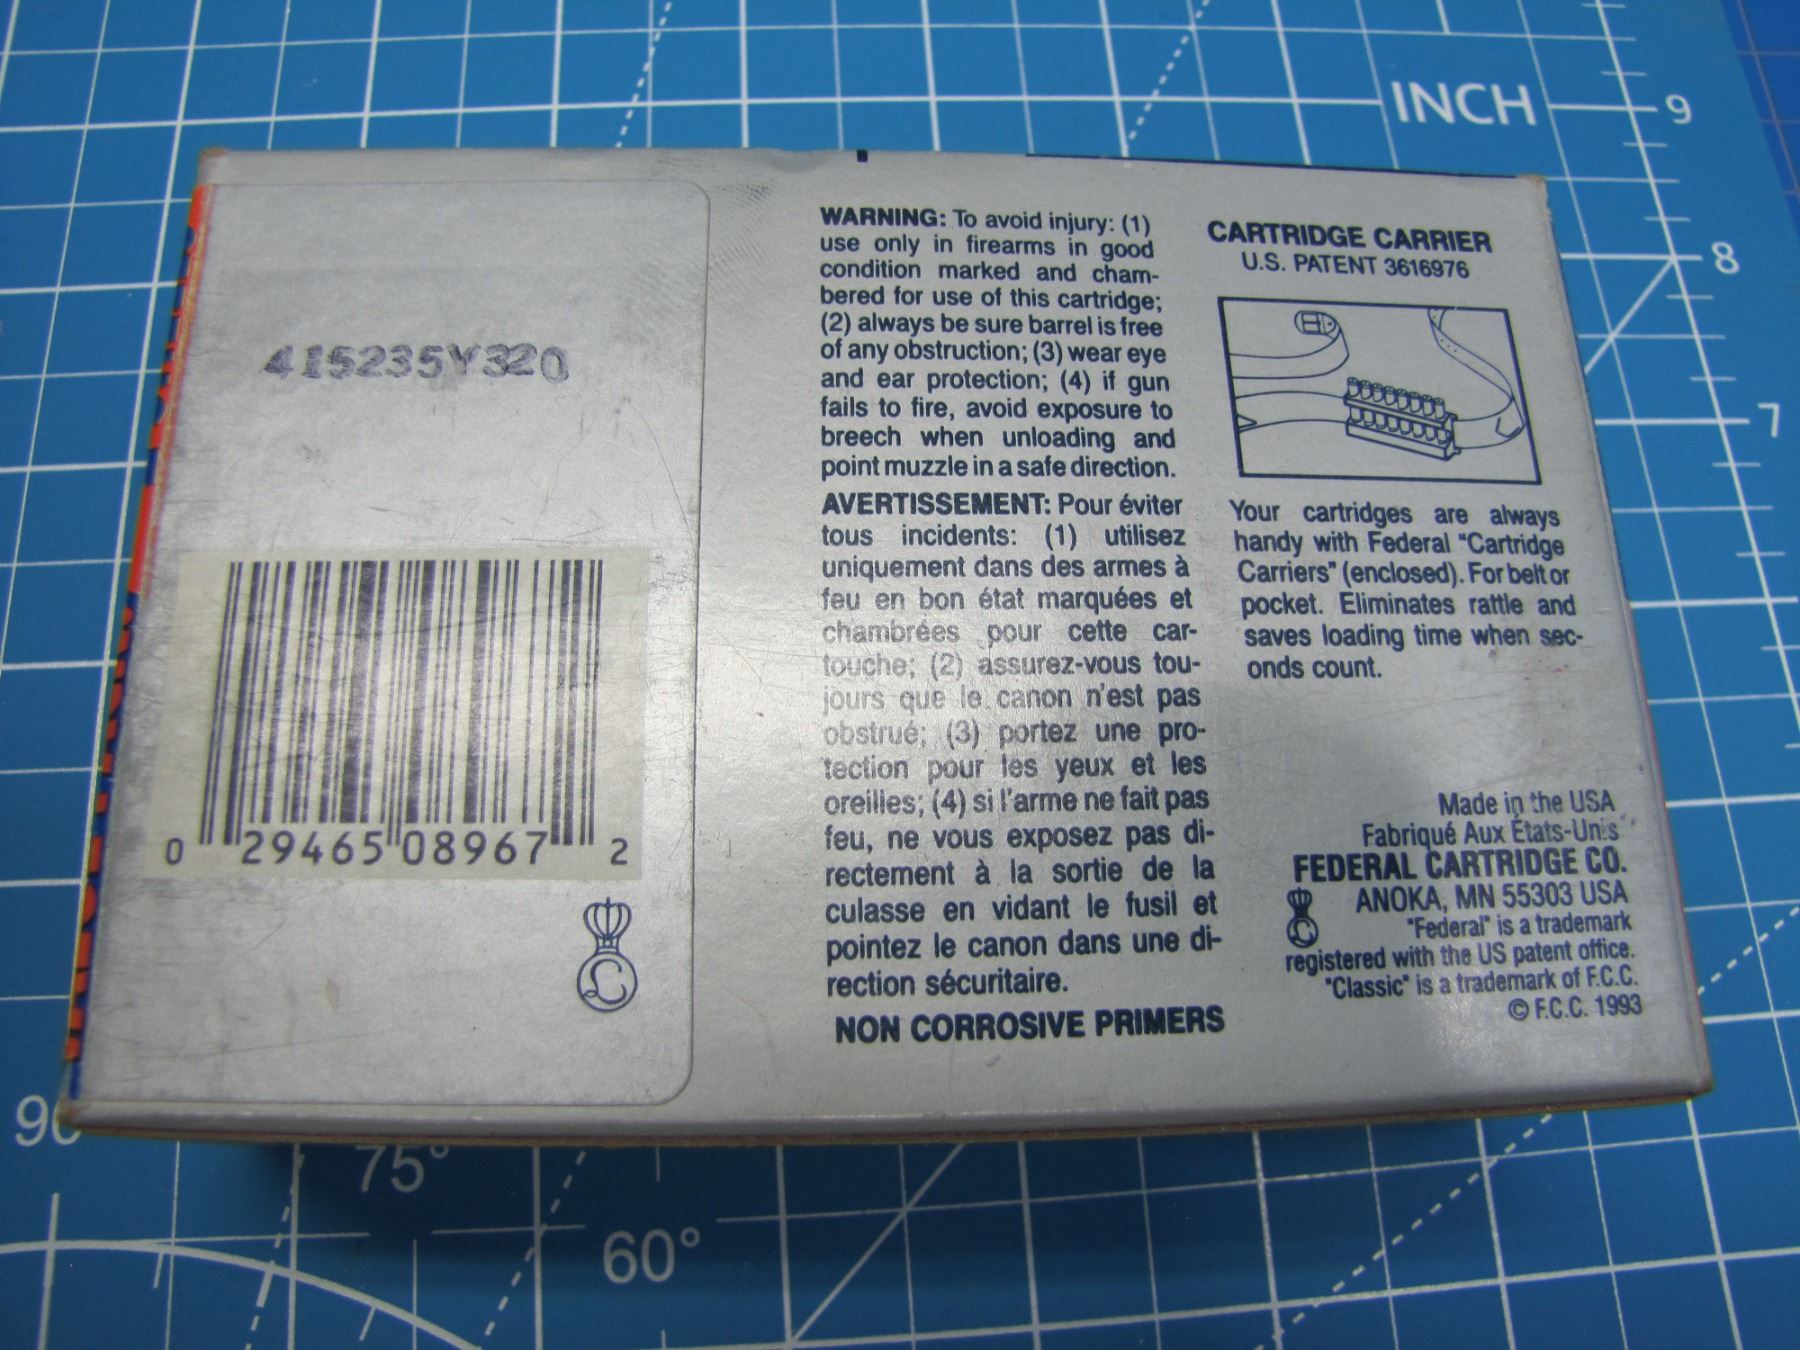 415235Y320
0 29465 08967 2
WARNING: To avoid injury: (1)
use only in firearms in good
condition marked and cham-
bered for use of this cartridge;
(2) always be sure barrel is free
of any obstruction; (3) wear eye
and ear protection; (4) if gun
fails to fire, avoid exposure to
breech when unloading and
point muzzle in a safe direction.
AVERTISSEMENT: Pour éviter
tous incidents: (1) utilisez
uniquement dans des armes à
feu en bon état marquées et
chambrées pour cette car-
touche; (2) assurez-vous tou-
jours que le canon n'est pas
obstrué; (3) portez une pro-
tection pour les yeux et les
oreilles; (4) si l'arme ne fait pas
feu, ne vous exposez pas di-
rectement à la sortie de la
culasse en vidant le fusil et
pointez le canon dans une di-
rection sécuritaire.
NON CORROSIVE PRIMERS
CARTRIDGE CARRIER
U.S. PATENT 3616976
Your cartridges are always
handy with Federal "Cartridge
Carriers" (enclosed). For belt or
pocket. Eliminates rattle and
saves loading time when sec-
onds count.
Made in the USA
Fabriqué Aux États-Unis
FEDERAL CARTRIDGE CO.
ANOKA, MN 55303 USA
"Federal" is a trademark
registered with the US patent office.
"Classic" is a trademark of F.C.C.
© F.C.C. 1993
INCH
9
8
7
90
75°
60°